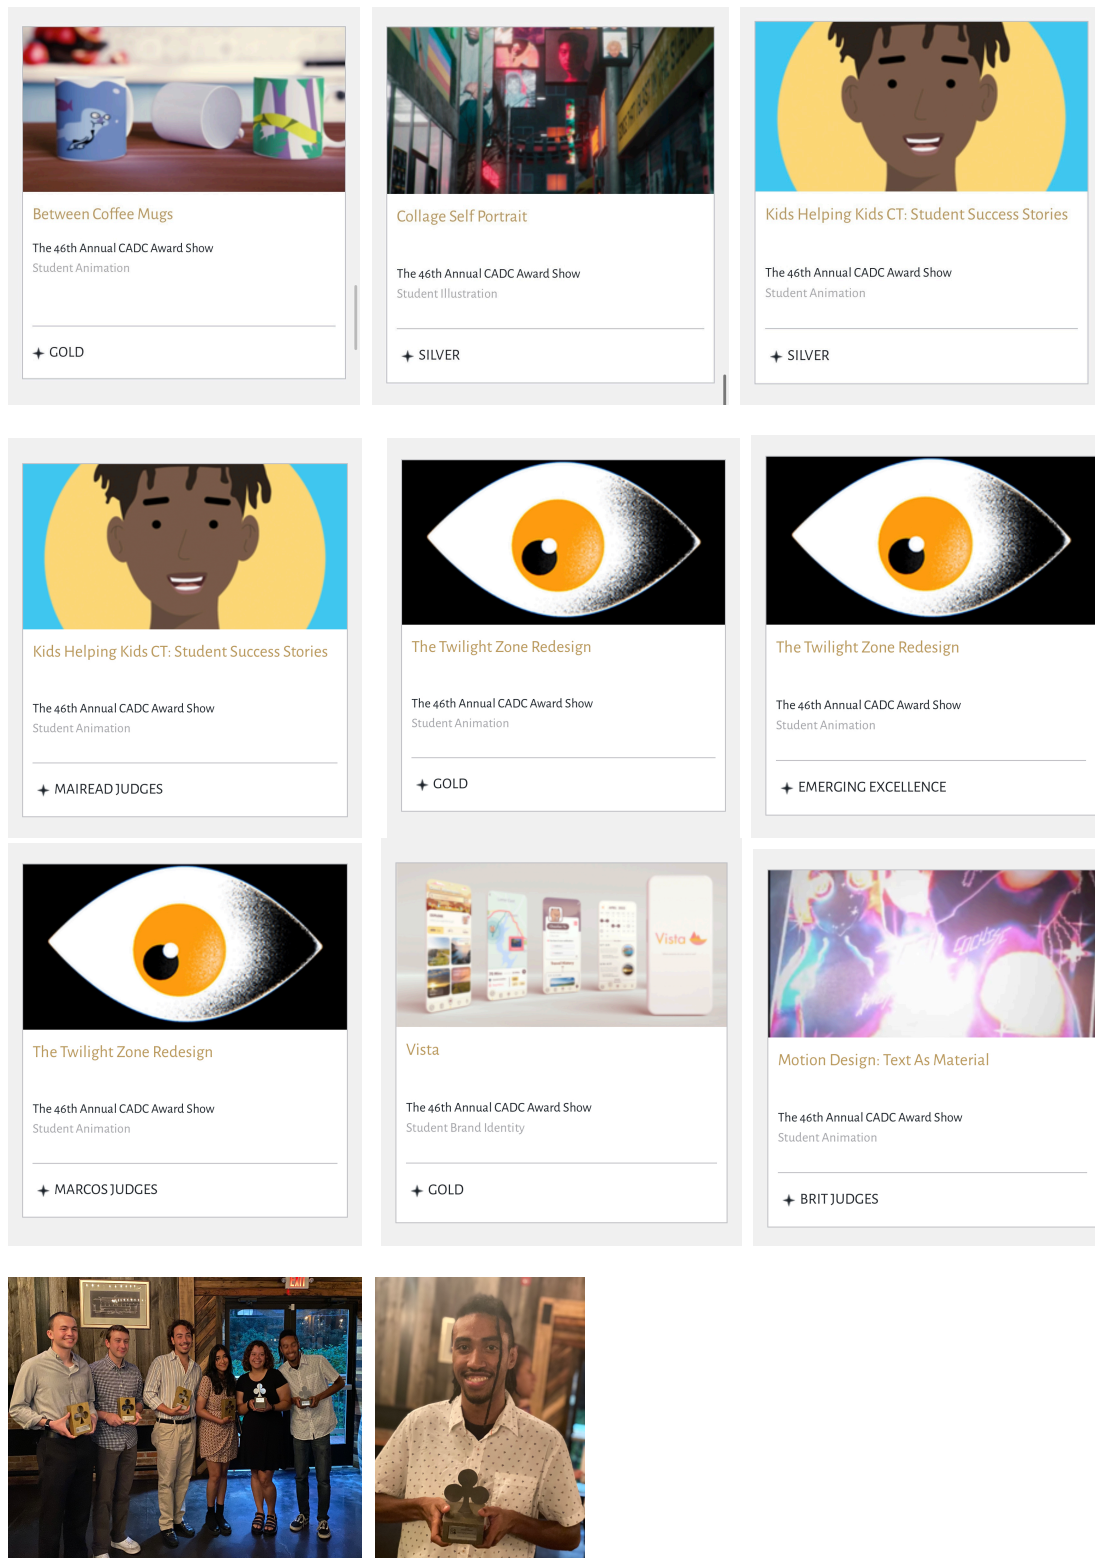 Between Coffee Mugs
The 46th Annual CADC Award Show
Student Animation
GOLD
Collage Self Portrait
The 46th Annual CADC Award Show
Student Illustration
SILVER
Kids Helping Kids CT: Student Success Stories
The 46th Annual CADC Award Show
Student Animation
SILVER
Kids Helping Kids CT: Student Success Stories
The 46th Annual CADC Award Show
Student Animation
MAIREAD JUDGES
The Twilight Zone Redesign
The 46th Annual CADC Award Show
Student Animation
GOLD
The Twilight Zone Redesign
The 46th Annual CADC Award Show
Student Animation
EMERGING EXCELLENCE
The Twilight Zone Redesign
The 46th Annual CADC Award Show
Student Animation
MARCOS JUDGES
Vista
Vista
The 46th Annual CADC Award Show
Student Brand Identity
GOLD
Motion Design: Text As Material
The 46th Annual CADC Award Show
Student Animation
BRIT JUDGES
EXIT